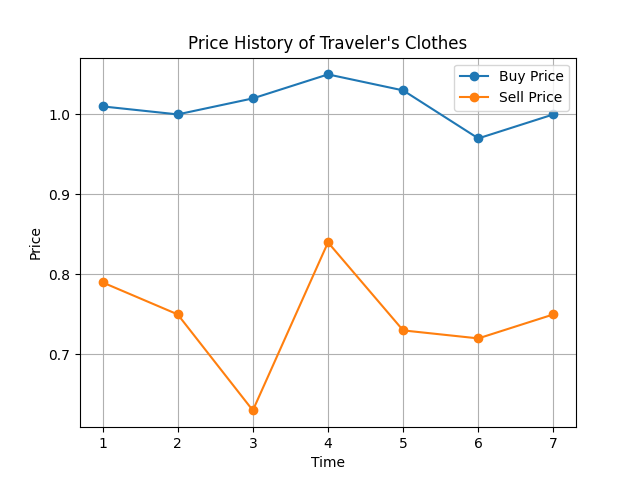 Price History of Traveler's Clothes
Buy Price
Sell Price
1.0
0.9
0.8
0.7
Price
1 2 3 4 5 6 7
Time